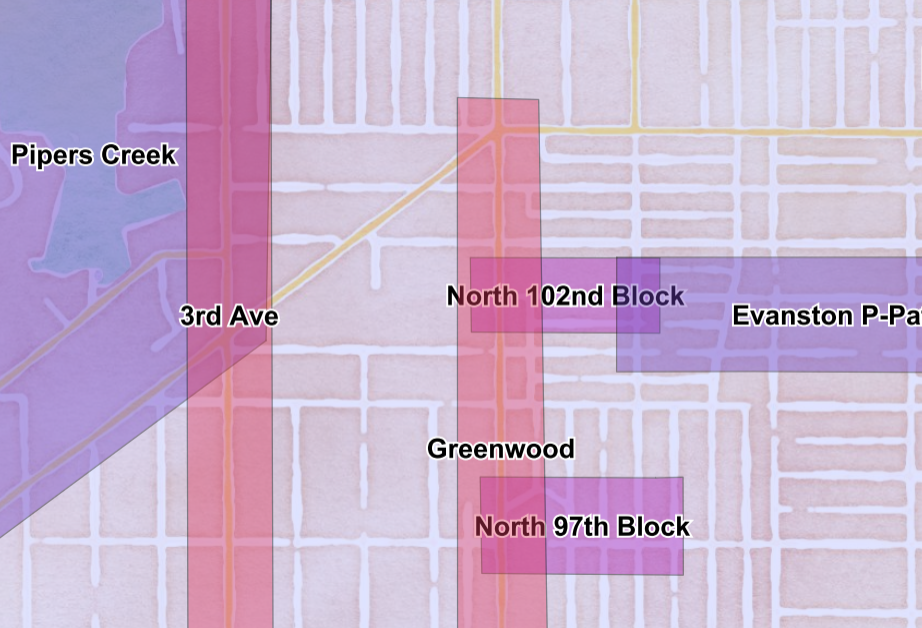 Pipers Creek
North 102nd Block
3rd Ave
Evanston P-Pa
Greenwood
North 97th Block